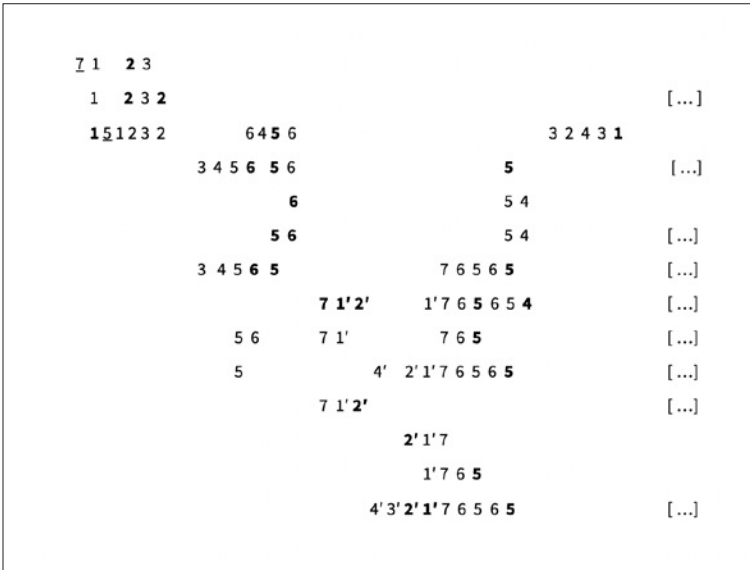 7 1 2 3
1 2 3 2 [...]
1 5 1 2 3 2 6 4 5 6 3 2 4 3 1
3 4 5 6 5 6 5 [...]
6 5 4
5 6 5 4 [...]
3 4 5 6 5 7 6 5 6 5 [...]
7 1' 2' 1' 7 6 5 6 5 4 [...]
5 6 7 1' 7 6 5 [...]
5 4' 2' 1' 7 6 5 6 5 [...]
7 1' 2' [...]
2' 1' 7
1' 7 6 5
4' 3' 2' 1' 7 6 5 6 5 [...]